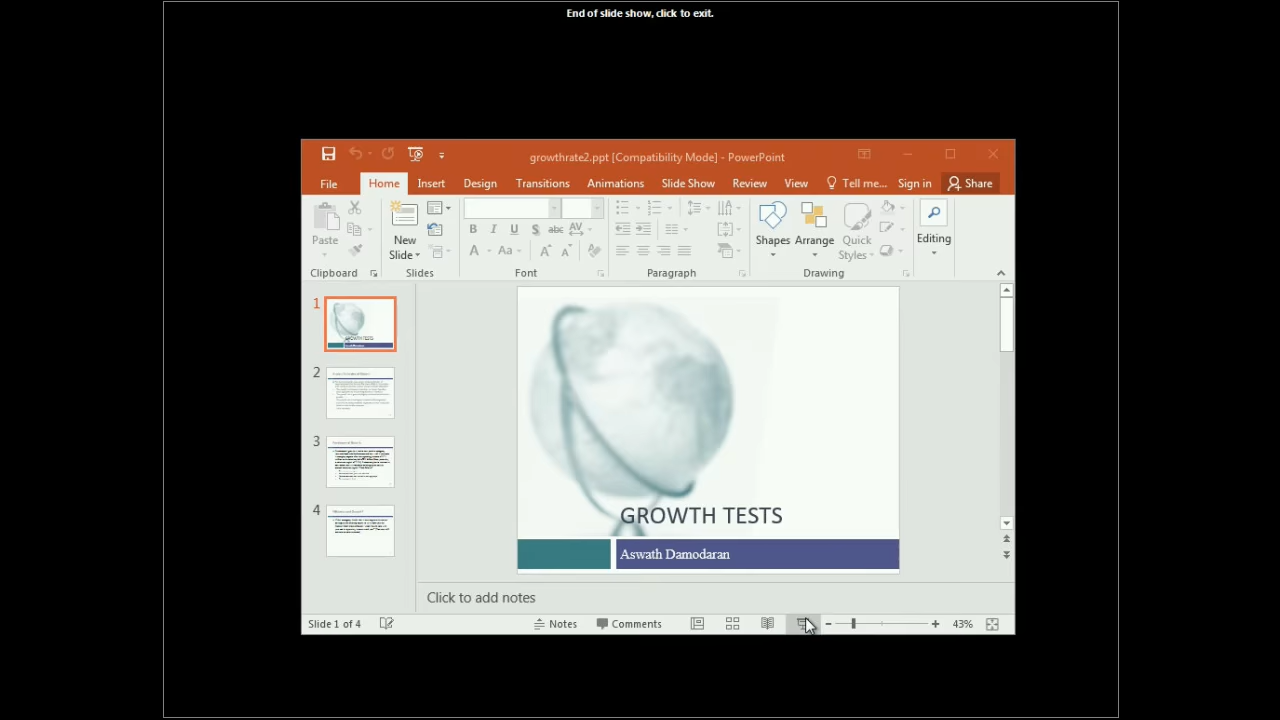 End of slide show, click to exit.
growthrate2.ppt [Compatibility Mode] - PowerPoint
File Home Insert Design Transitions Animations Slide Show Review View Tell me... Sign in Share
Paste
New
Slide
Shapes Arrange Quick
Styles
Editing
B I U S abc AV
A Aa A A
Clipboard Slides Font Paragraph Drawing
1
2
3
4
GROWTH TESTS
Aswath Damodaran
Click to add notes
Slide 1 of 4 Notes Comments 43%